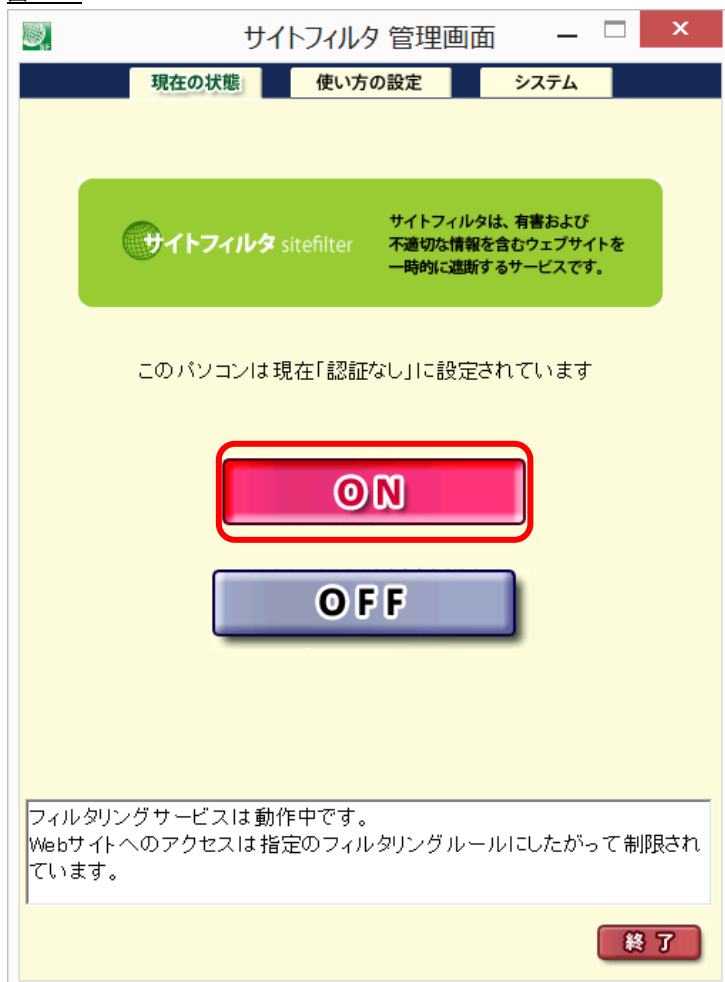 サイトフィルタ 管理画面
現在の状態
使い方の設定
システム
サイトフィルタ sitefilter
サイトフィルタは、有害および
不適切な情報を含むウェブサイトを
一時的に遮断するサービスです。
このパソコンは現在「認証なし」に設定されています
ON
OFF
フィルタリングサービスは動作中です。
Webサイトへのアクセスは指定のフィルタリングルールにしたがって制限され
ています。
終了